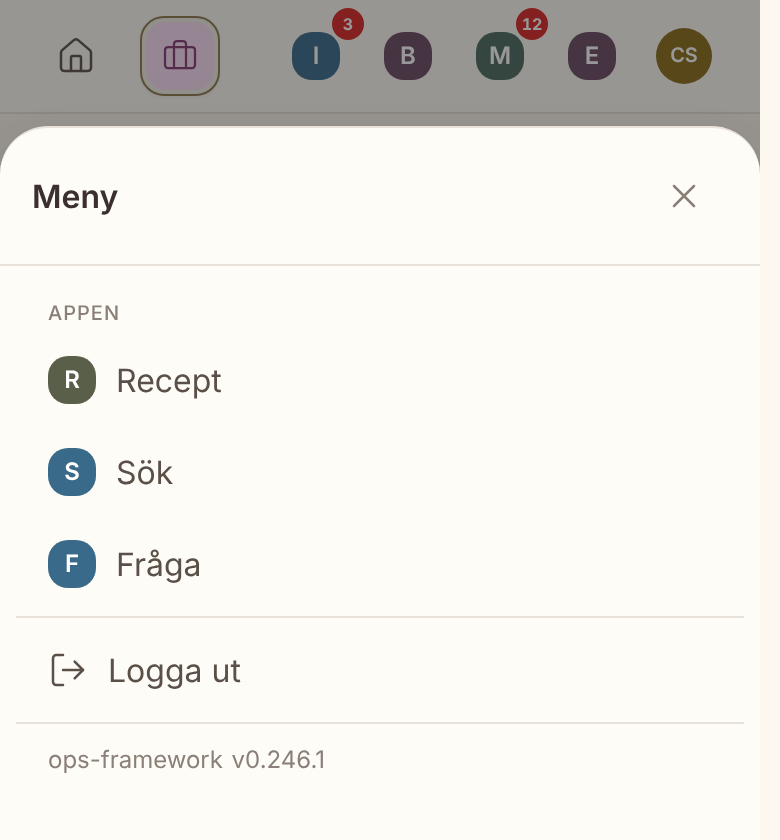 I 3 B M 12 E CS
Meny
APPEN
R Recept
S Sök
F Fråga
Logga ut
ops-framework v0.246.1